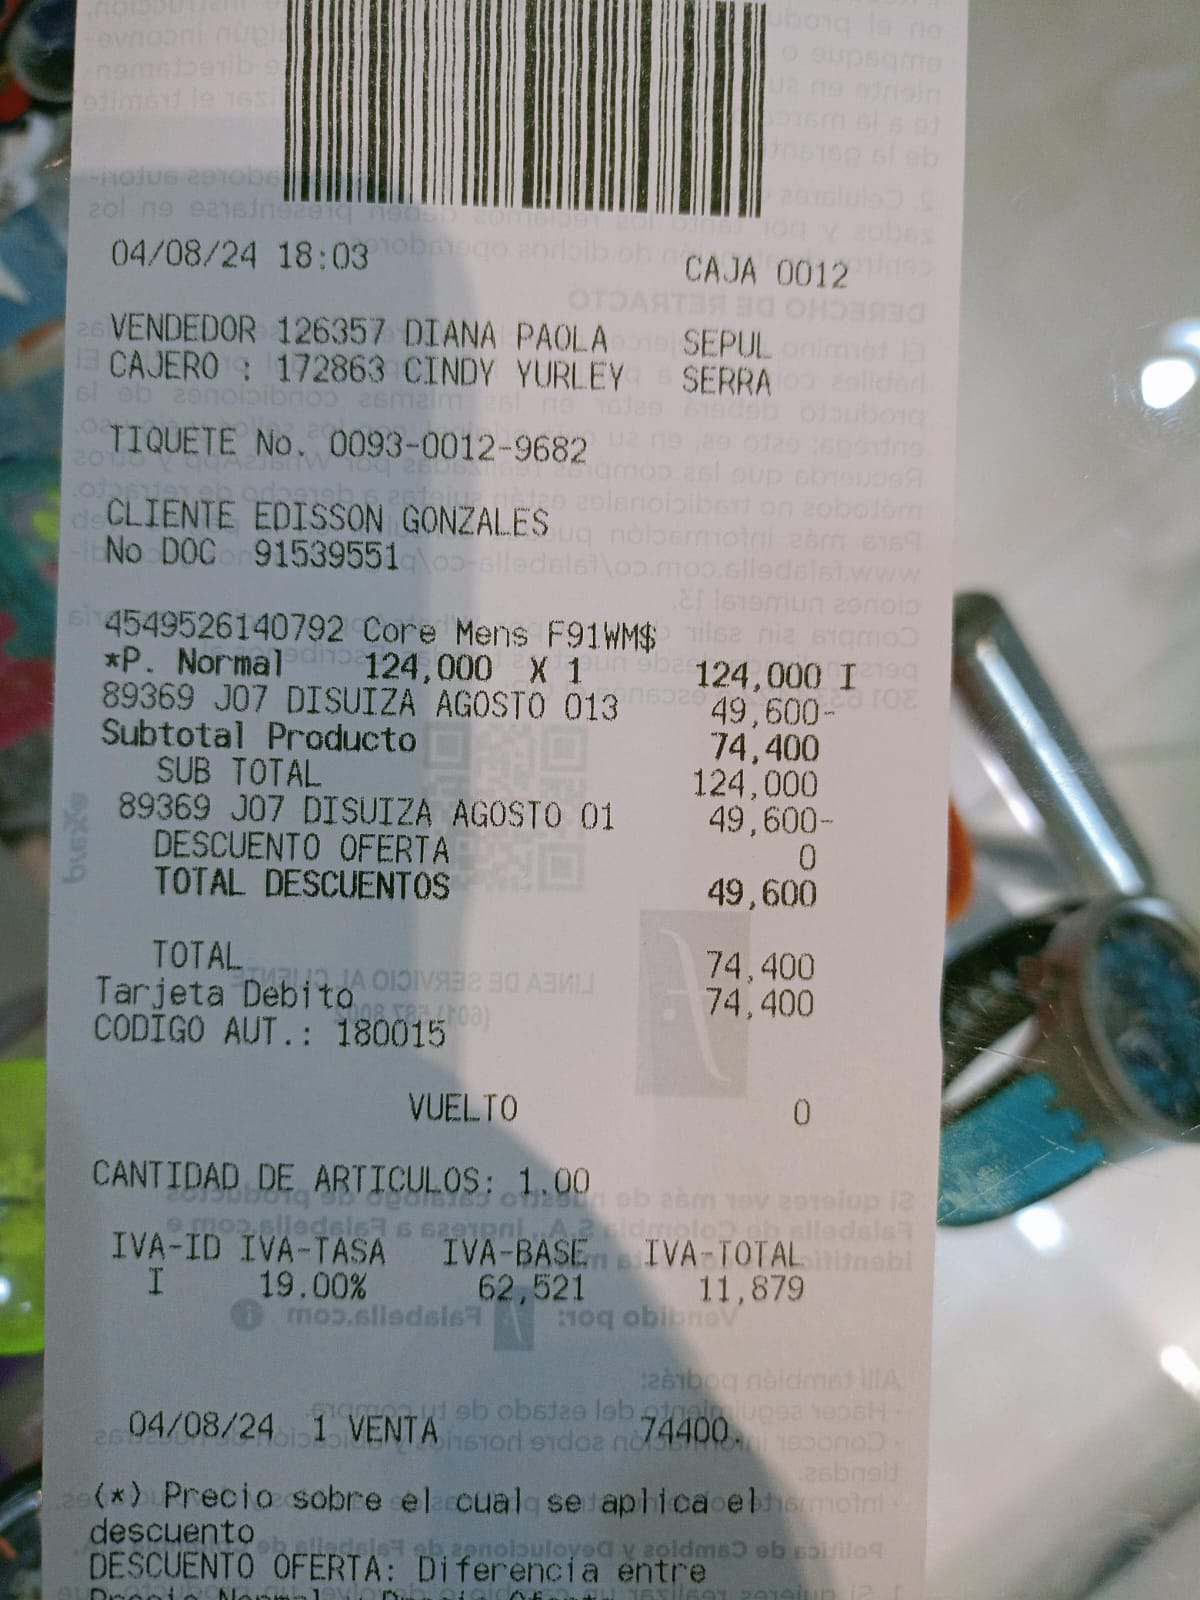 04/08/24 18:03 CAJA 0012
VENDEDOR 126357 DIANA PAOLA SEPUL
CAJERO : 172863 CINDY YURLEY SERRA
TIQUETE No. 0093-0012-9682
CLIENTE EDISSON GONZALES
No DOC 91539551
4549526140792 Core Mens F91WM$
*P. Normal 124,000 X 1 124,000 I
89369 J07 DISUIZA AGOSTO 013 49,600-
Subtotal Producto 74,400
SUB TOTAL 124,000
89369 J07 DISUIZA AGOSTO 01 49,600-
DESCUENTO OFERTA 0
TOTAL DESCUENTOS 49,600
TOTAL 74,400
Tarjeta Debito 74,400
CODIGO AUT.: 180015
VUELTO 0
CANTIDAD DE ARTICULOS: 1.00
IVA-ID IVA-TASA IVA-BASE IVA-TOTAL
I 19.00% 62,521 11,879
04/08/24 1 VENTA 74400.
(*) Precio sobre el cual se aplica el
descuento
DESCUENTO OFERTA: Diferencia entre
Precio Normal y Precio Oferta